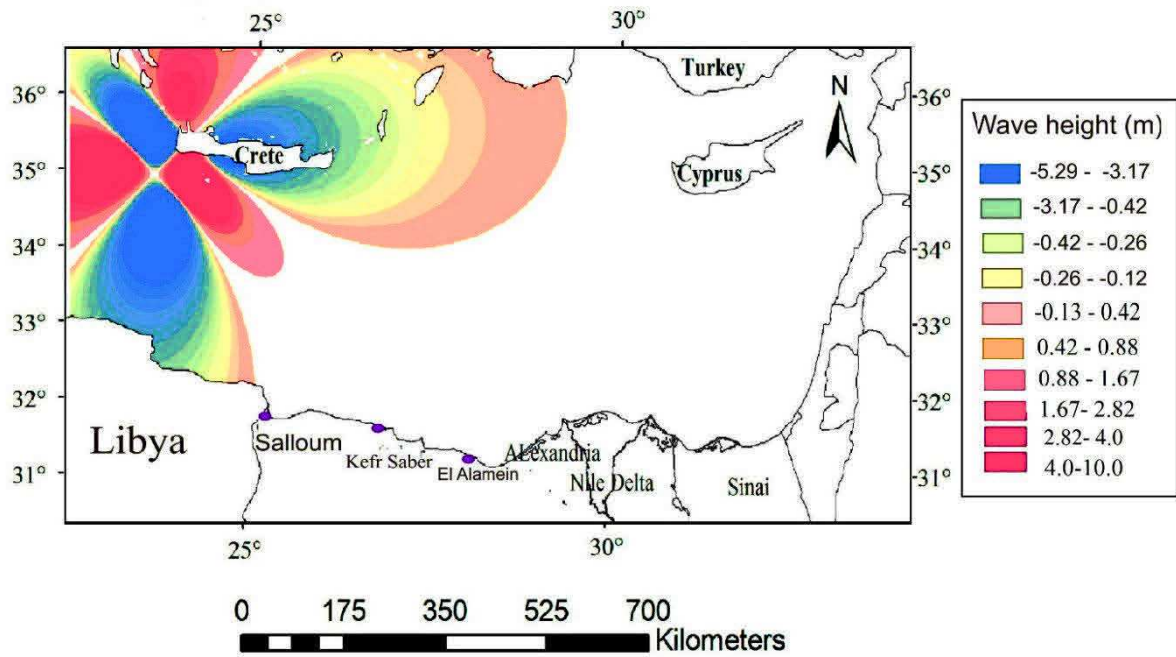 25° 30°
Turkey
36° 36°
N
Wave height (m)
35° Crete Cyprus 35°
-5.29 - -3.17
-3.17 - -0.42
34° 34°
-0.42 - -0.26
-0.26 - -0.12
33° 33°
-0.13 - 0.42
0.42 - 0.88
32° 32°
0.88 - 1.67
1.67- 2.82
Libya Salloum
2.82- 4.0
Kefr Saber ALexandria
4.0-10.0
31° El Alamein 31°
Nile Delta Sinai
25° 30°
0 175 350 525 700
Kilometers